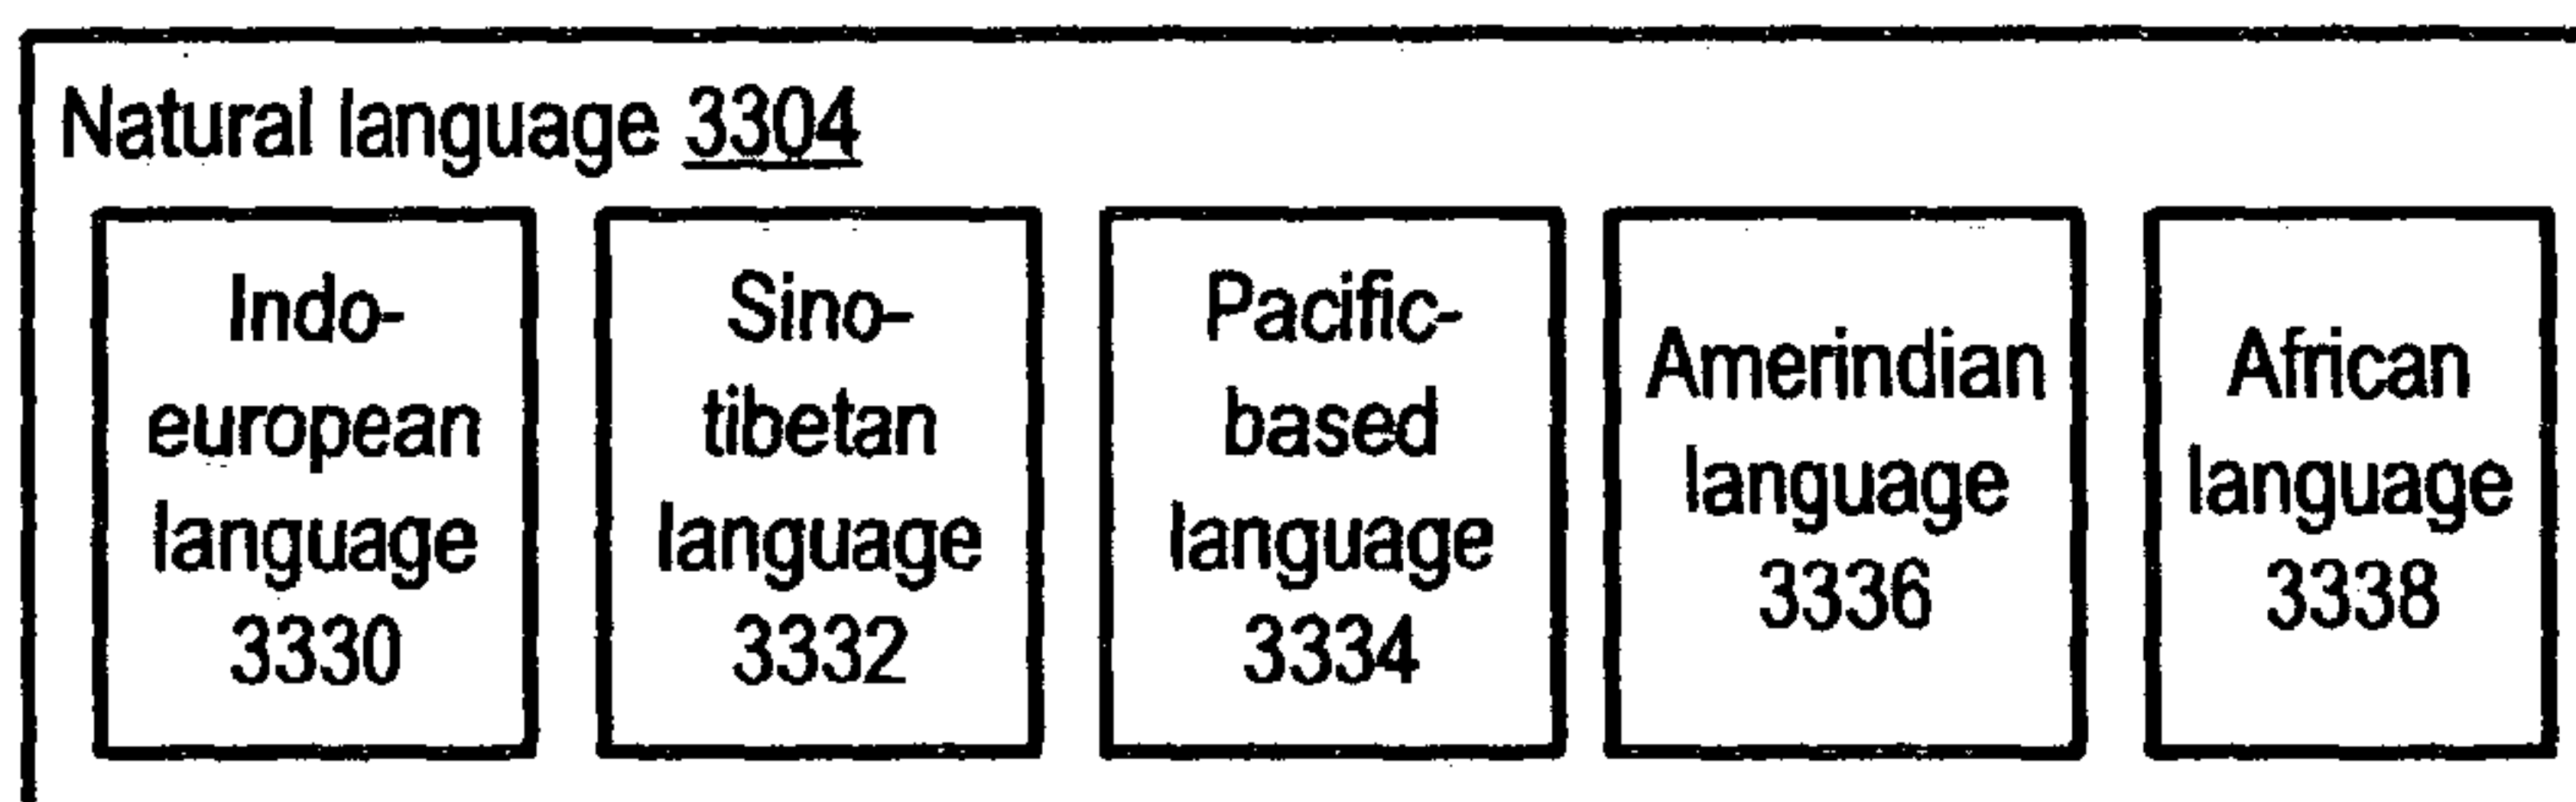 Natural language 3304
Indo-
european
language
3330
Sino-
tibetan
language
3332
Pacific-
based
language
3334
Amerindian
language
3336
African
language
3338